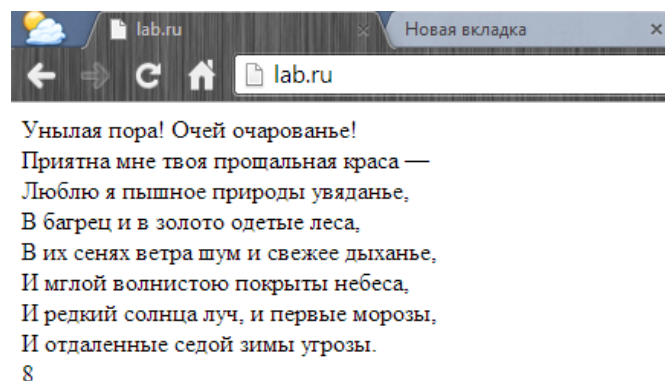 lab.ru
Новая вкладка
lab.ru
Унылая пора! Очей очарованье!
Приятна мне твоя прощальная краса —
Люблю я пышное природы увяданье,
В багрец и в золото одетые леса,
В их сенях ветра шум и свежее дыханье,
И мглой волнистою покрыты небеса,
И редкий солнца луч, и первые морозы,
И отдаленные седой зимы угрозы.
8